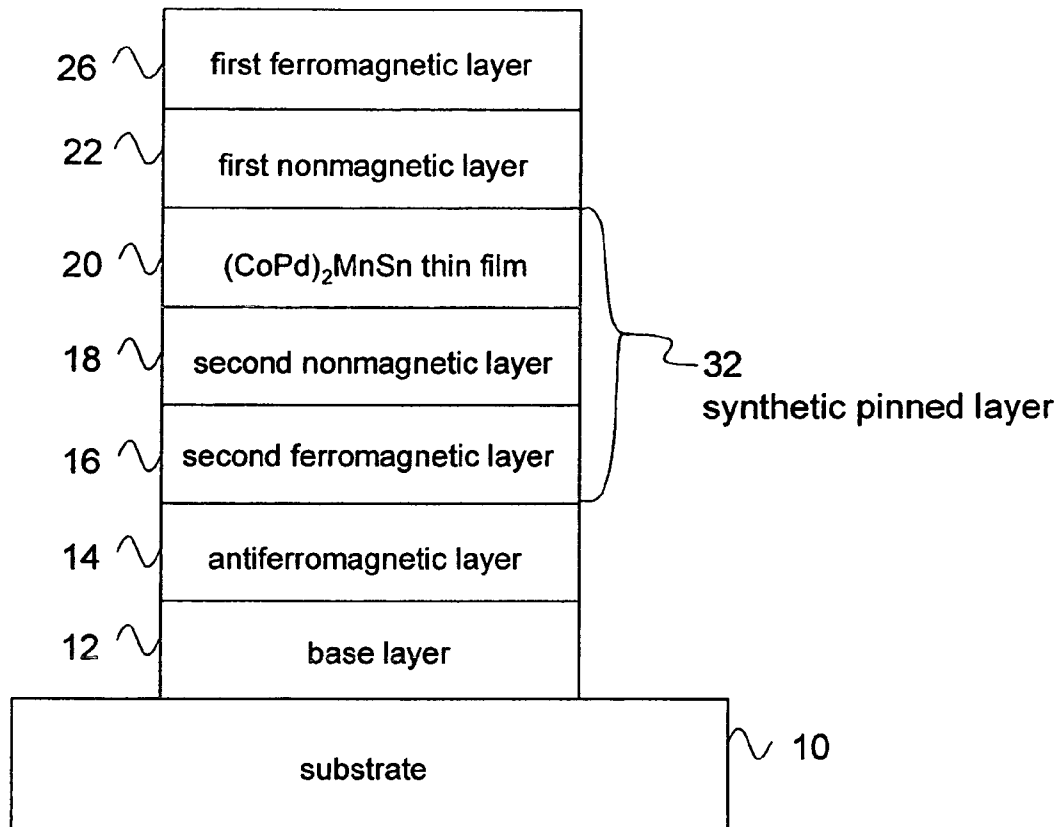 26 first ferromagnetic layer
22 first nonmagnetic layer
20 (CoPd)₂MnSn thin film
18 second nonmagnetic layer
32
synthetic pinned layer
16 second ferromagnetic layer
14 antiferromagnetic layer
12 base layer
substrate 10